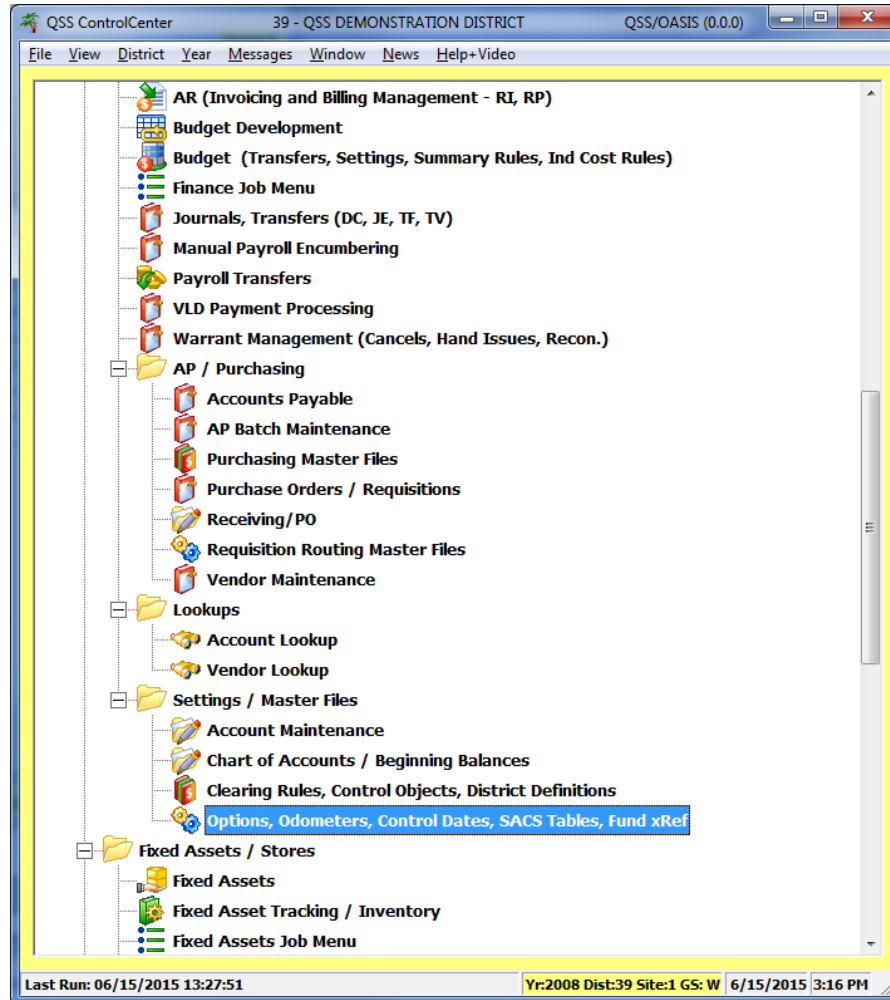 QSS ControlCenter 39 - QSS DEMONSTRATION DISTRICT QSS/OASIS (0.0.0)
File View District Year Messages Window News Help+Video
AR (Invoicing and Billing Management - RI, RP)
Budget Development
Budget (Transfers, Settings, Summary Rules, Ind Cost Rules)
Finance Job Menu
Journals, Transfers (DC, JE, TF, TV)
Manual Payroll Encumbering
Payroll Transfers
VLD Payment Processing
Warrant Management (Cancels, Hand Issues, Recon.)
AP / Purchasing
Accounts Payable
AP Batch Maintenance
Purchasing Master Files
Purchase Orders / Requisitions
Receiving/PO
Requisition Routing Master Files
Vendor Maintenance
Lookups
Account Lookup
Vendor Lookup
Settings / Master Files
Account Maintenance
Chart of Accounts / Beginning Balances
Clearing Rules, Control Objects, District Definitions
Options, Odometers, Control Dates, SACS Tables, Fund xRef
Fixed Assets / Stores
Fixed Assets
Fixed Asset Tracking / Inventory
Fixed Assets Job Menu
Last Run: 06/15/2015 13:27:51 Yr:2008 Dist:39 Site:1 GS: W 6/15/2015 3:16 PM